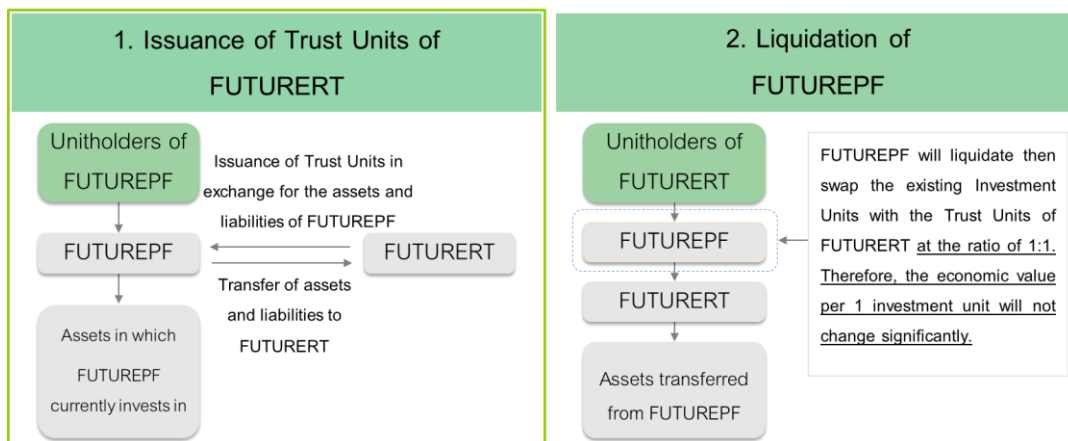 1. Issuance of Trust Units of
FUTURERT
Unitholders of
FUTUREPF
Issuance of Trust Units in
exchange for the assets and
liabilities of FUTUREPF
FUTUREPF
FUTURERT
Transfer of assets
and liabilities to
FUTURERT
Assets in which
FUTUREPF
currently invests in
2. Liquidation of
FUTUREPF
Unitholders of
FUTURERT
FUTUREPF
FUTURERT
Assets transferred
from FUTUREPF
FUTUREPF will liquidate then
swap the existing Investment
Units with the Trust Units of
FUTURERT at the ratio of 1:1.
Therefore, the economic value
per 1 investment unit will not
change significantly.